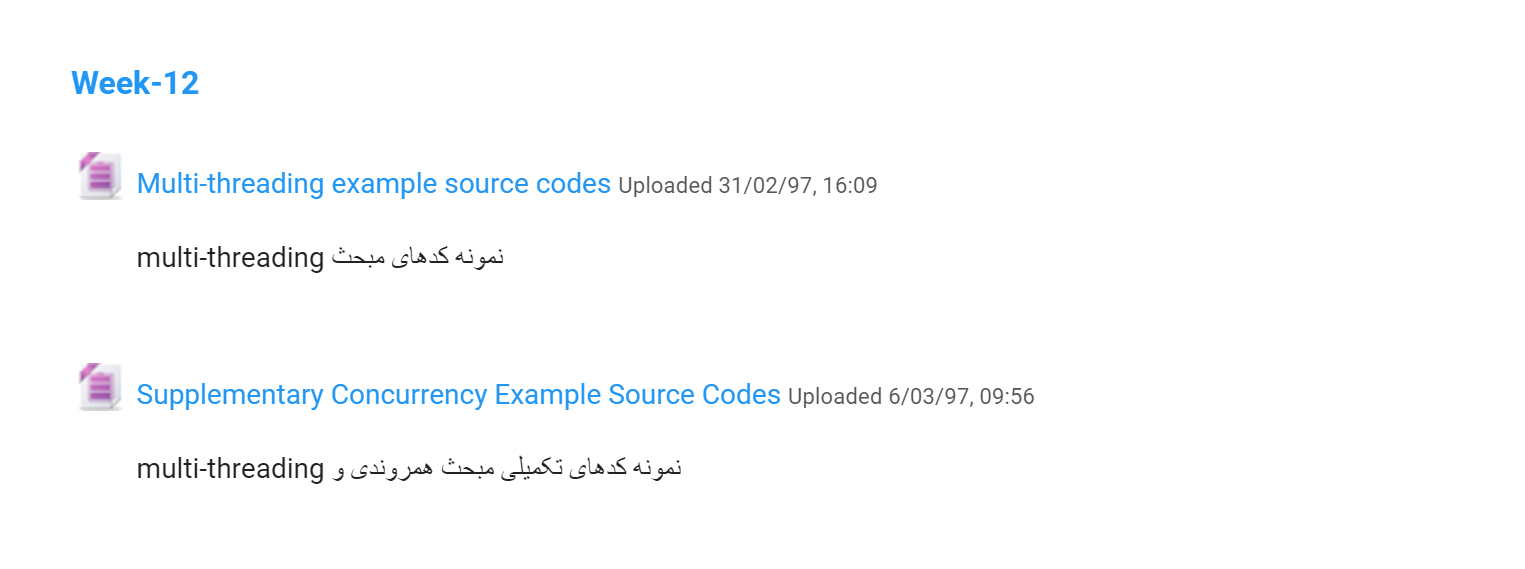 Week-12
Multi-threading example source codes Uploaded 31/02/97, 16:09
نمونه کدهای مبحث multi-threading
Supplementary Concurrency Example Source Codes Uploaded 6/03/97, 09:56
نمونه کدهای تکمیلی مبحث همروندی و multi-threading